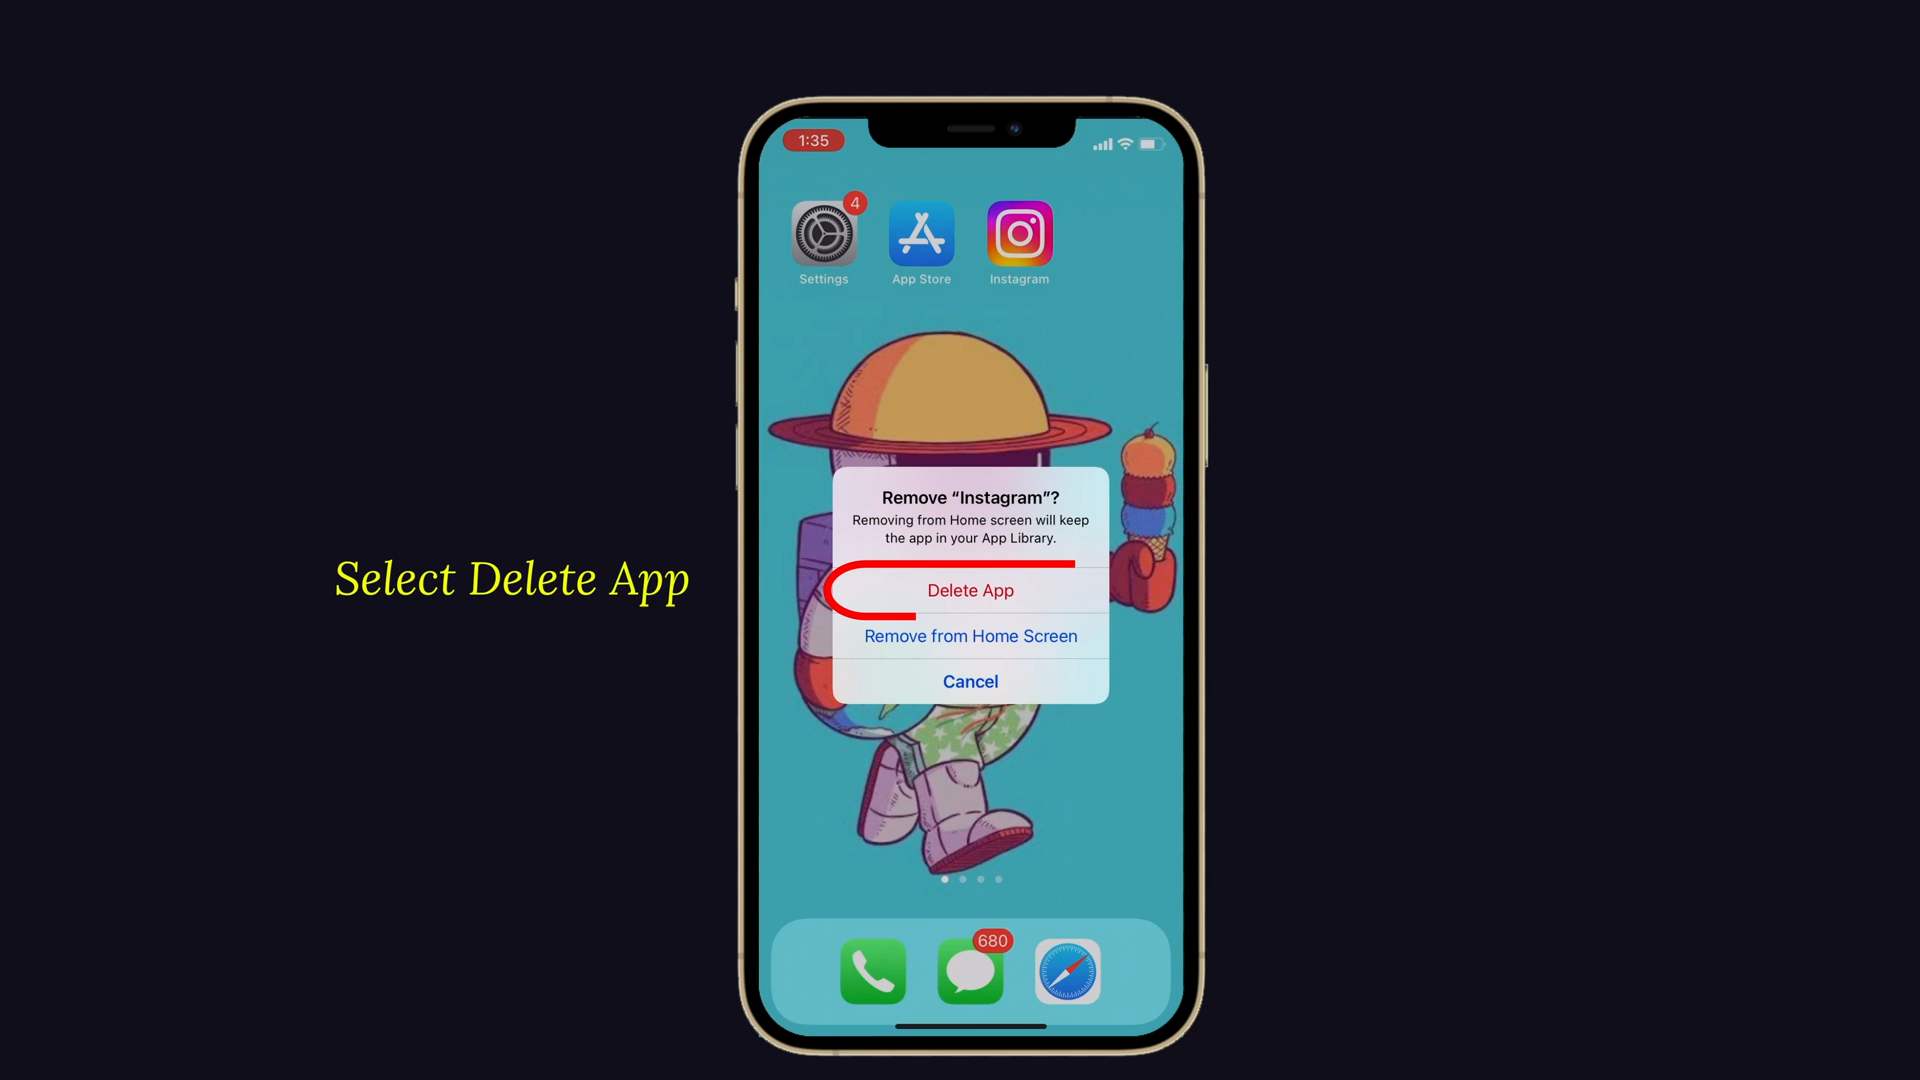 1:35
4
Settings
App Store
Instagram
Remove “Instagram”?
Removing from Home screen will keep
the app in your App Library.
Select Delete App
Delete App
Remove from Home Screen
Cancel
680